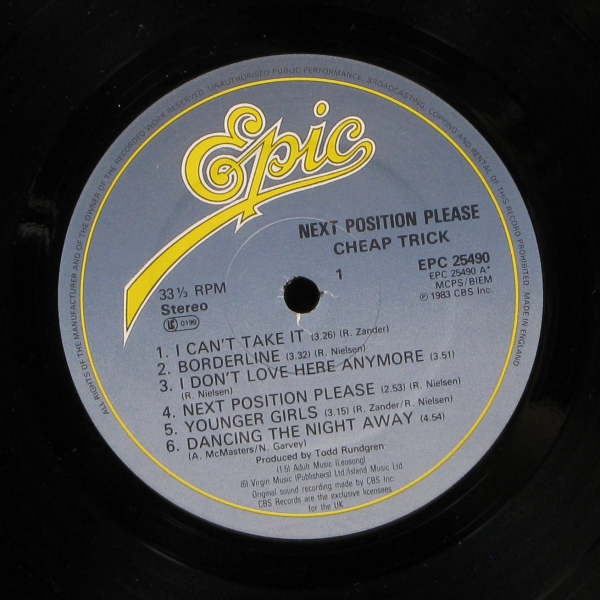 ALL RIGHTS OF THE MANUFACTURER AND OF THE OWNER OF THE RECORDED WORK RESERVED. UNAUTHORISED PUBLIC PERFORMANCE, BROADCASTING, COPYING AND RENTAL OF THIS RECORD PROHIBITED. MADE IN ENGLAND
Epic
NEXT POSITION PLEASE
CHEAP TRICK
33⅓ RPM
Stereo
LC 0199
1
EPC 25490
EPC 25490 A*
MCPS/BIEM
℗ 1983 CBS Inc.
1. I CAN'T TAKE IT (3.26) (R. Zander)
2. BORDERLINE (3.32) (R. Nielsen)
3. I DON'T LOVE HERE ANYMORE (3.51)
(R. Nielsen)
4. NEXT POSITION PLEASE (2.53) (R. Nielsen)
5. YOUNGER GIRLS (3.15) (R. Zander/R. Nielsen)
6. DANCING THE NIGHT AWAY (4.54)
(A. McMasters/N. Garvey)
Produced by Todd Rundgren
(1-5) Adult Music (Leosong)
(6) Virgin Music (Publishers) Ltd./Island Music Ltd.
Original sound recording made by CBS Inc.
CBS Records are the exclusive licensees
for the UK